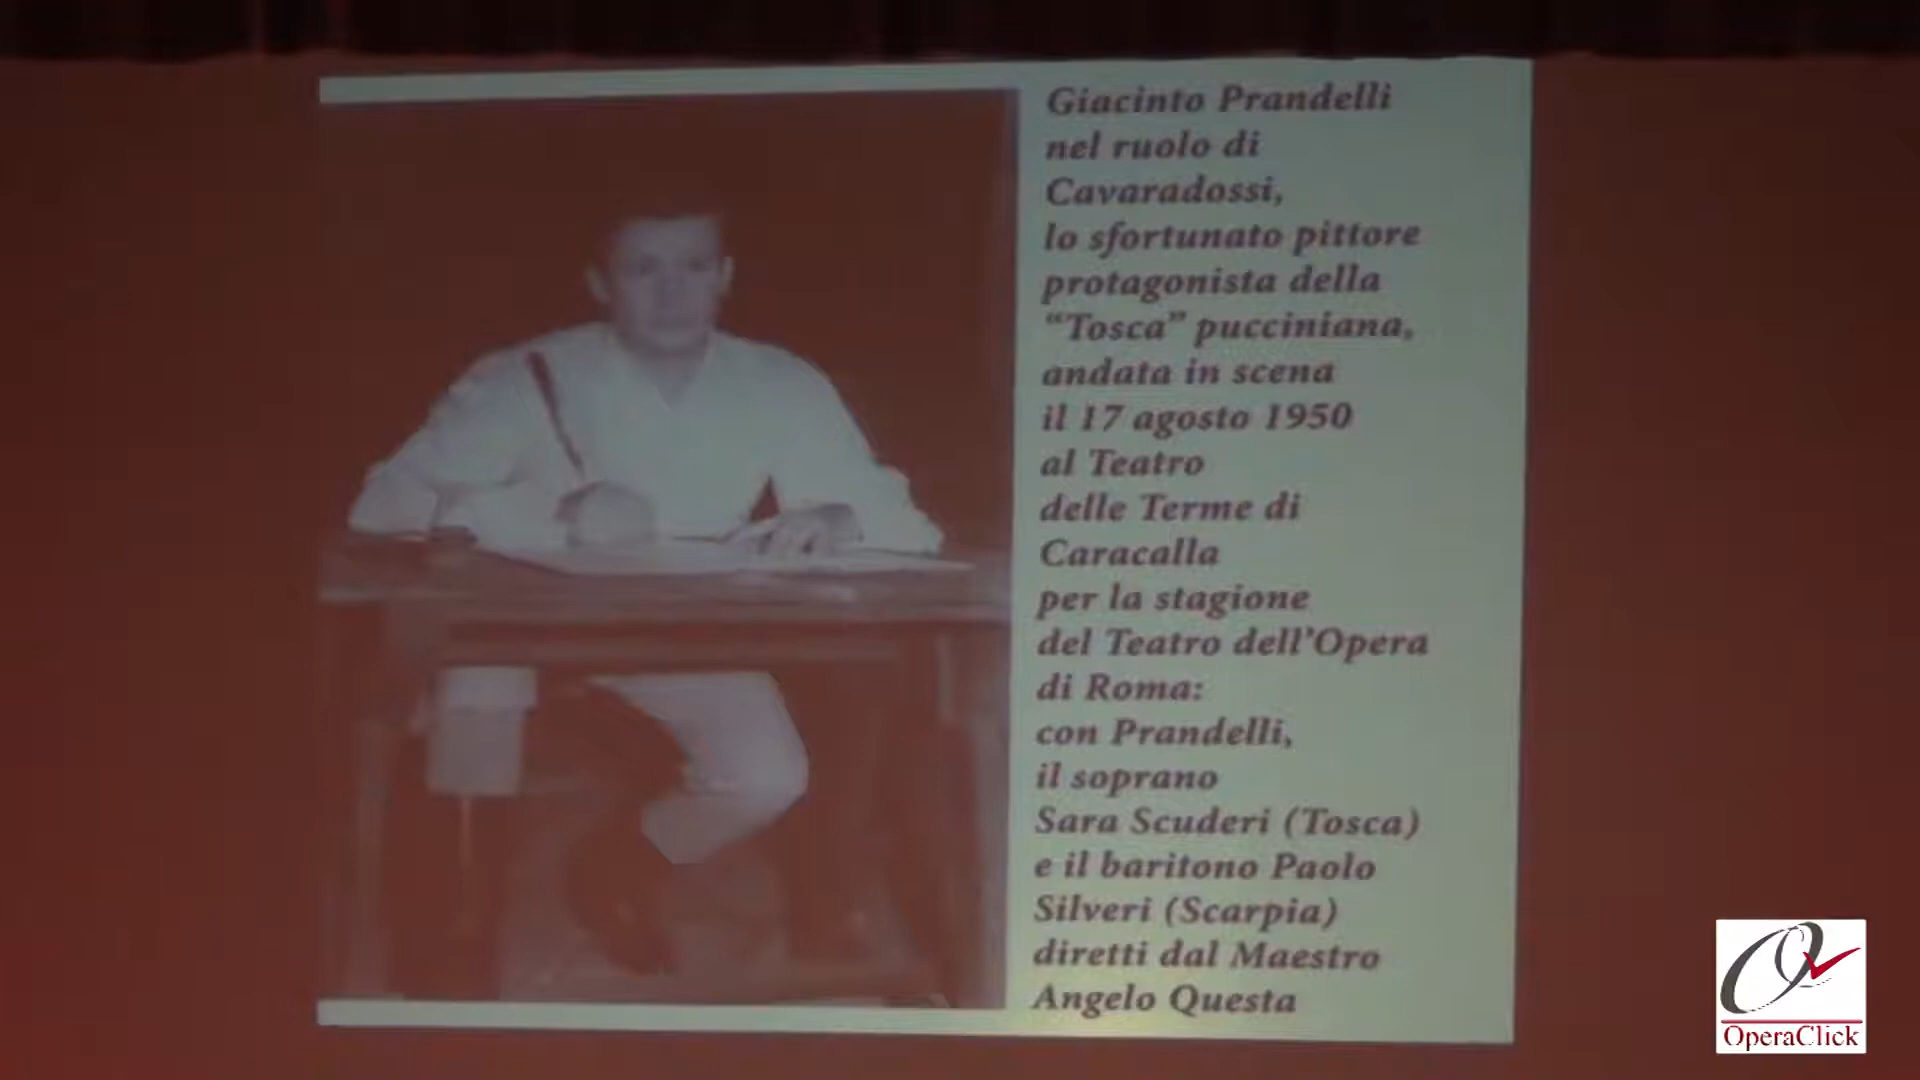 Giacinto Prandelli
nel ruolo di
Cavaradossi,
lo sfortunato pittore
protagonista della
“Tosca” pucciniana,
andata in scena
il 17 agosto 1950
al Teatro
delle Terme di
Caracalla
per la stagione
del Teatro dell’Opera
di Roma:
con Prandelli,
il soprano
Sara Scuderi (Tosca)
e il baritono Paolo
Silveri (Scarpia)
diretti dal Maestro
Angelo Questa
OperaClick